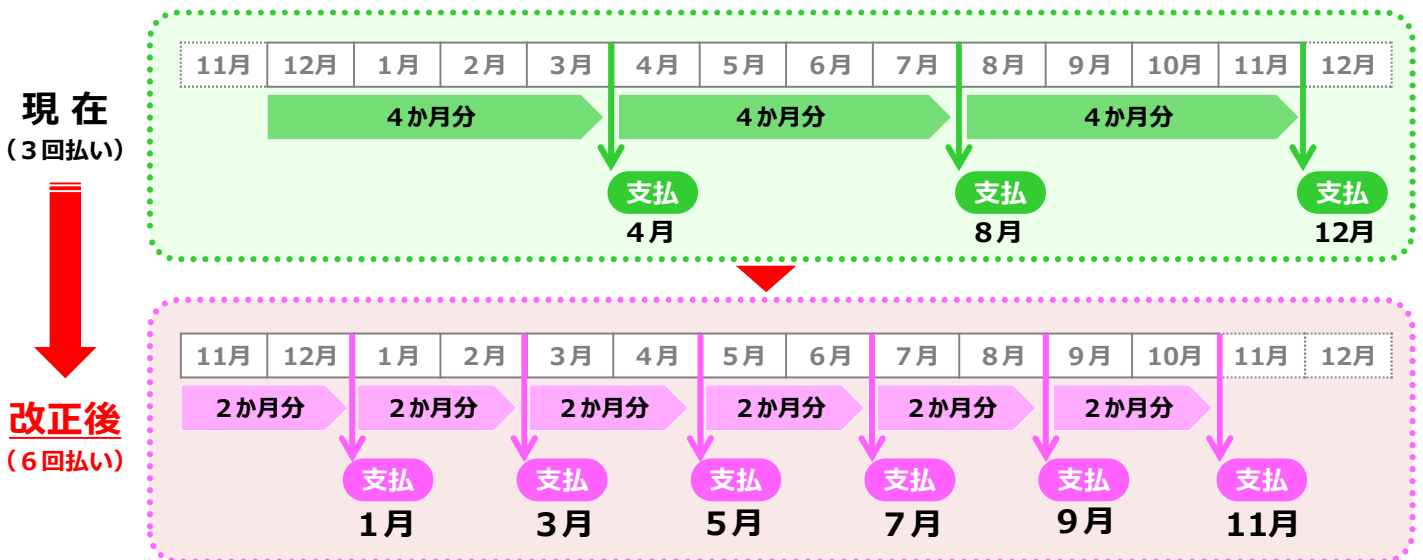 11月 12月 1月 2月 3月 4月 5月 6月 7月 8月 9月 10月 11月 12月
現在
（３回払い）
４か月分 ４か月分 ４か月分
支払 支払 支払
４月 ８月 12月
11月 12月 1月 2月 3月 4月 5月 6月 7月 8月 9月 10月 11月 12月
改正後
（６回払い）
２か月分 ２か月分 ２か月分 ２か月分 ２か月分 ２か月分
支払 支払 支払 支払 支払 支払
１月 ３月 ５月 ７月 ９月 11月